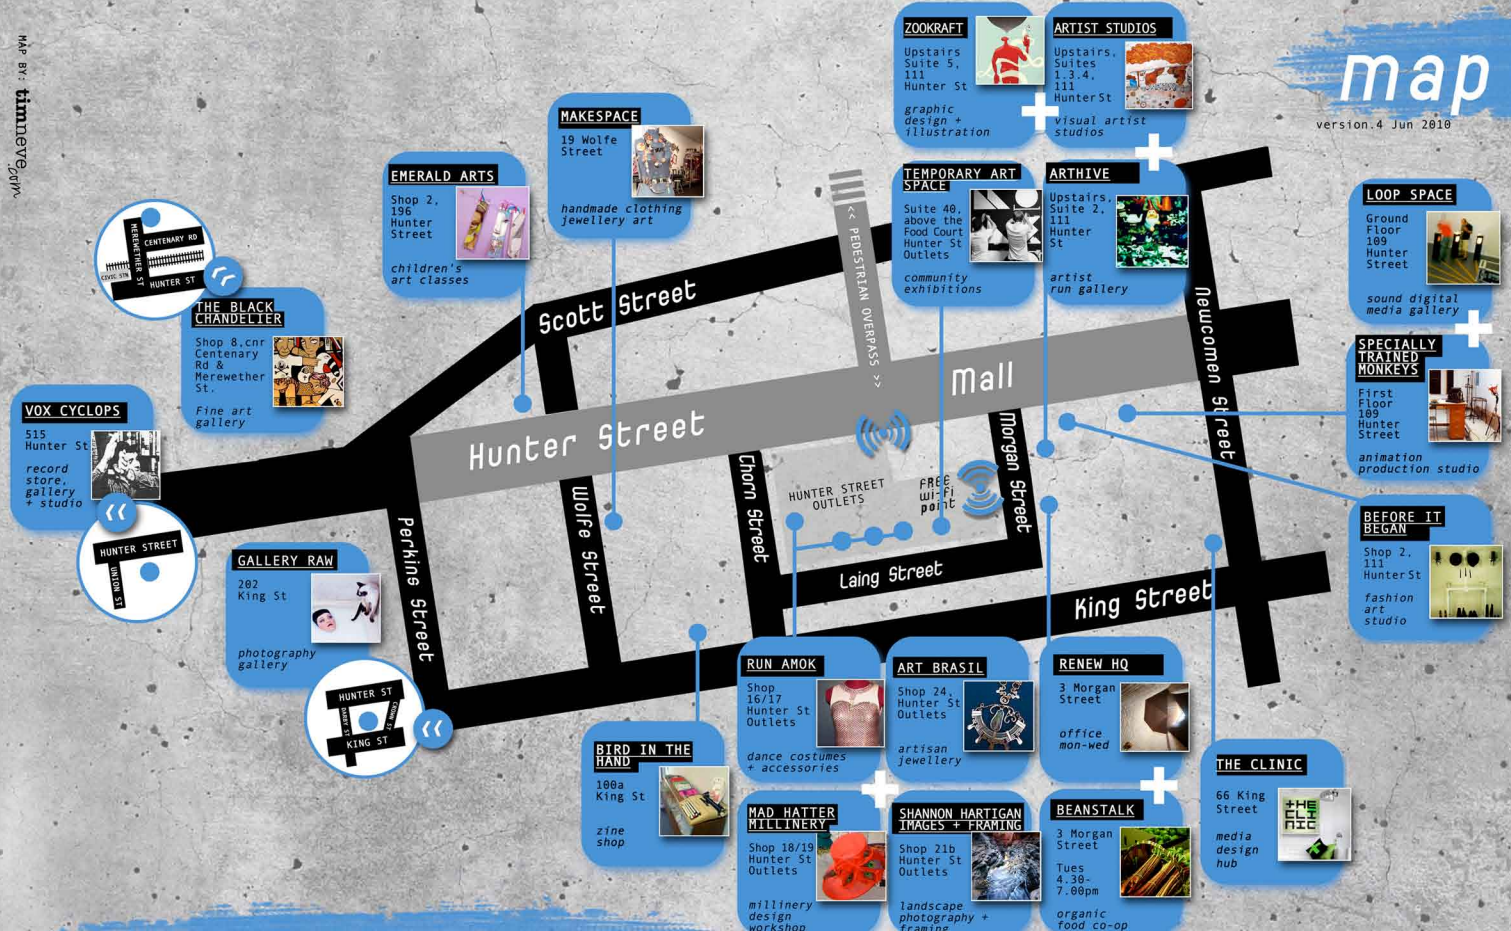 MAP BY: timneve.com
map
version.4 Jun 2010
ZOOKRAFT
Upstairs
Suite 5,
111
Hunter St
graphic
design +
illustration
ARTIST STUDIOS
Upstairs,
Suites
1.3.4,
111
Hunter St
visual artist
studios
MAKESPACE
19 Wolfe
Street
handmade clothing
jewellery art
EMERALD ARTS
Shop 2,
196
Hunter
Street
children's
art classes
TEMPORARY ART
SPACE
Suite 40,
above the
Food Court
Hunter St
Outlets
community
exhibitions
ARTHIVE
Upstairs,
Suite 2,
111
Hunter
St
artist
run gallery
LOOP SPACE
Ground
Floor
109
Hunter
Street
sound digital
media gallery
SPECIALLY
TRAINED
MONKEYS
First
Floor
109
Hunter
Street
animation
production studio
BEFORE IT
BEGAN
Shop 2,
111
Hunter St
fashion
art
studio
MEREWETHER ST
CENTENARY RD
CIVIC STN
HUNTER ST
THE BLACK
CHANDELIER
Shop 8,cnr
Centenary
Rd &
Merewether
St.
Fine art
gallery
VOX CYCLOPS
515
Hunter St
record
store,
gallery
+ studio
HUNTER STREET
UNION ST
GALLERY RAW
202
King St
photography
gallery
HUNTER ST
DARBY ST
CROWN ST
KING ST
Scott Street
<< PEDESTRIAN OVERPASS >>
Hunter Street
Mall
Newcomen Street
Perkins Street
Wolfe Street
Thorn Street
HUNTER STREET
OUTLETS
FREE
wi-fi
point
Morgan Street
Laing Street
King Street
BIRD IN THE
HAND
100a
King St
zine
shop
RUN AMOK
Shop
16/17
Hunter St
Outlets
dance costumes
+ accessories
ART BRASIL
Shop 24,
Hunter St
Outlets
artisan
jewellery
RENEW HQ
3 Morgan
Street
office
mon-wed
MAD HATTER
MILLINERY
Shop 18/19
Hunter St
Outlets
millinery
design
workshop
SHANNON HARTIGAN
IMAGES + FRAMING
Shop 21b
Hunter St
Outlets
landscape
photography +
framing
BEANSTALK
3 Morgan
Street
Tues
4.30-
7.00pm
organic
food co-op
THE CLINIC
66 King
Street
media
design
hub
+HE
CLI
NIC